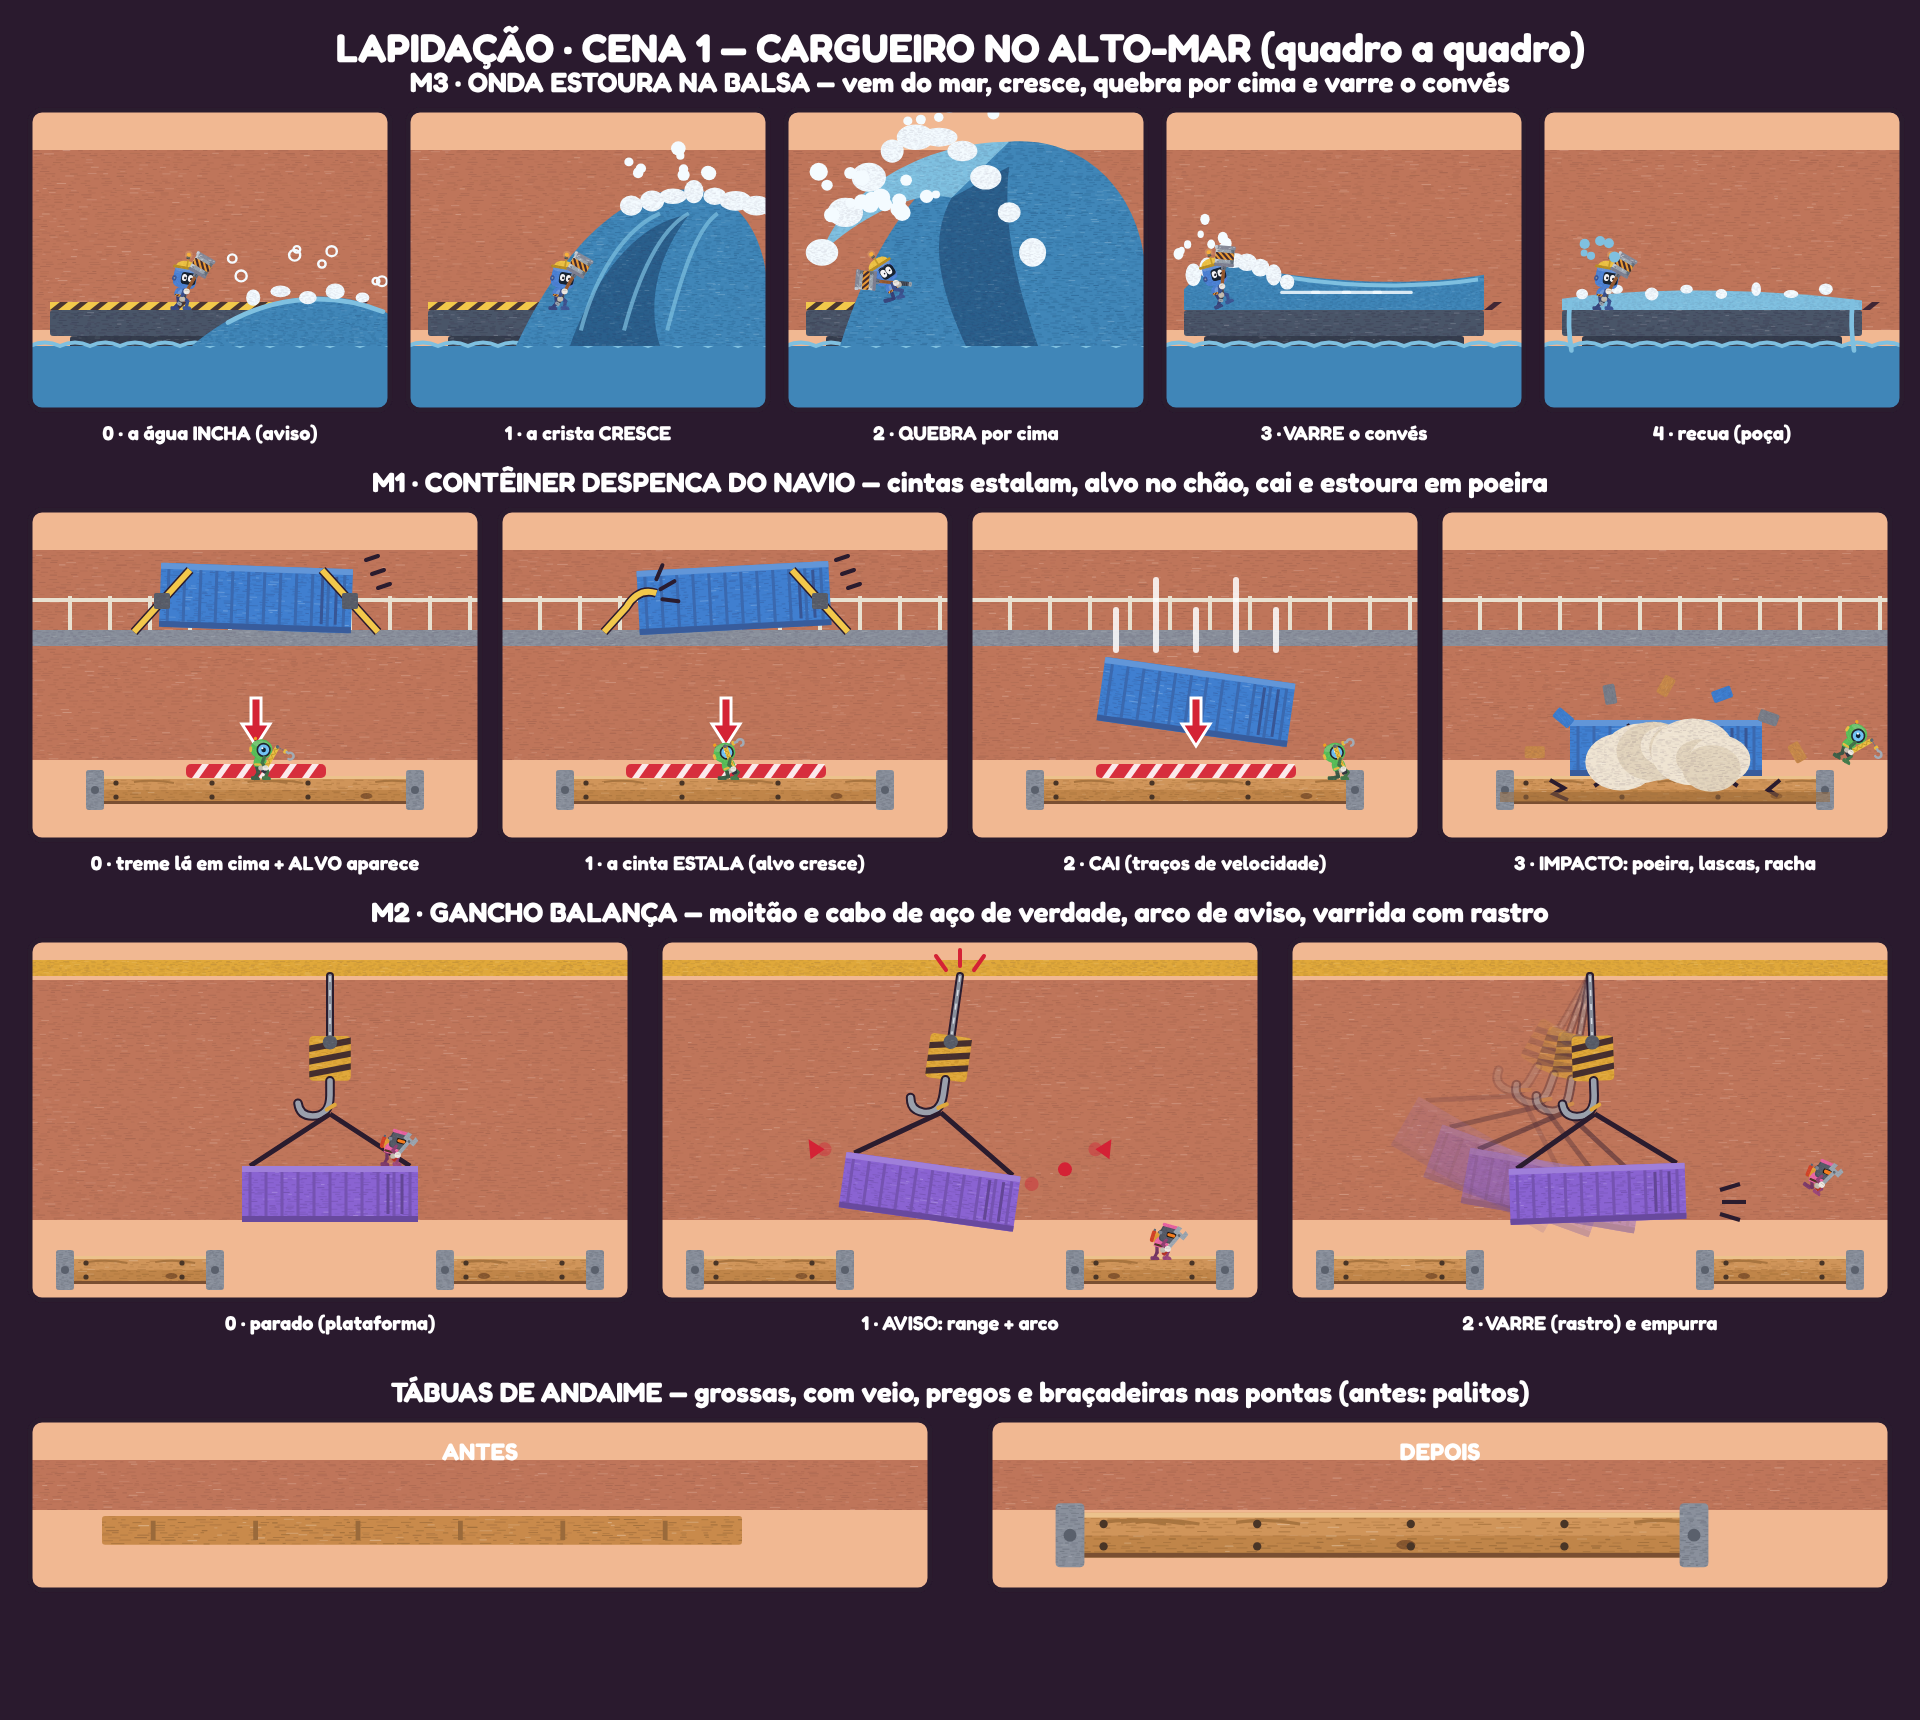 LAPIDAÇÃO · CENA 1 — CARGUEIRO NO ALTO-MAR (quadro a quadro)
M3 · ONDA ESTOURA NA BALSA — vem do mar, cresce, quebra por cima e varre o convés
0 · a água INCHA (aviso)
1 · a crista CRESCE
2 · QUEBRA por cima
3 · VARRE o convés
4 · recua (poça)
M1 · CONTÊINER DESPENCA DO NAVIO — cintas estalam, alvo no chão, cai e estoura em poeira
0 · treme lá em cima + ALVO aparece
1 · a cinta ESTALA (alvo cresce)
2 · CAI (traços de velocidade)
3 · IMPACTO: poeira, lascas, racha
M2 · GANCHO BALANÇA — moitão e cabo de aço de verdade, arco de aviso, varrida com rastro
0 · parado (plataforma)
1 · AVISO: range + arco
2 · VARRE (rastro) e empurra
TÁBUAS DE ANDAIME — grossas, com veio, pregos e braçadeiras nas pontas (antes: palitos)
ANTES
DEPOIS